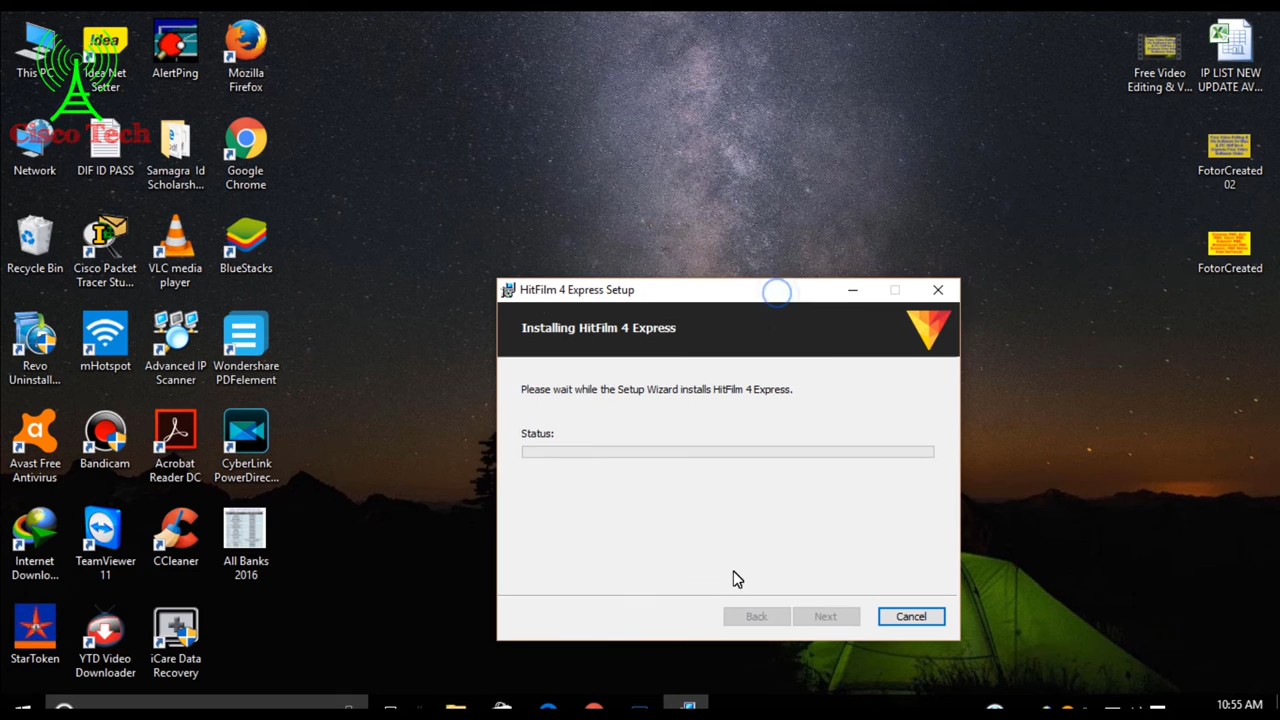 This PC
Idea
Idea Net
Setter
AlertPing
Mozilla
Firefox
Cisco Tech
Network
DIF ID PASS
Samagra Id
Scholarsh...
Google
Chrome
Recycle Bin
Cisco Packet
Tracer Stu...
VLC media
player
BlueStacks
Revo
Uninstall...
mHotspot
Advanced IP
Scanner
Wondershare
PDFelement
Avast Free
Antivirus
Bandicam
Acrobat
Reader DC
CyberLink
PowerDirec...
Internet
Downlo...
TeamViewer
11
CCleaner
All Banks
2016
StarToken
YTD Video
Downloader
iCare Data
Recovery
Free Video
Editing & V...
IP LIST NEW
UPDATE AV...
FotorCreated
02
FotorCreated
HitFilm 4 Express Setup
Installing HitFilm 4 Express
Please wait while the Setup Wizard installs HitFilm 4 Express.
Status:
Back
Next
Cancel
10:55 AM